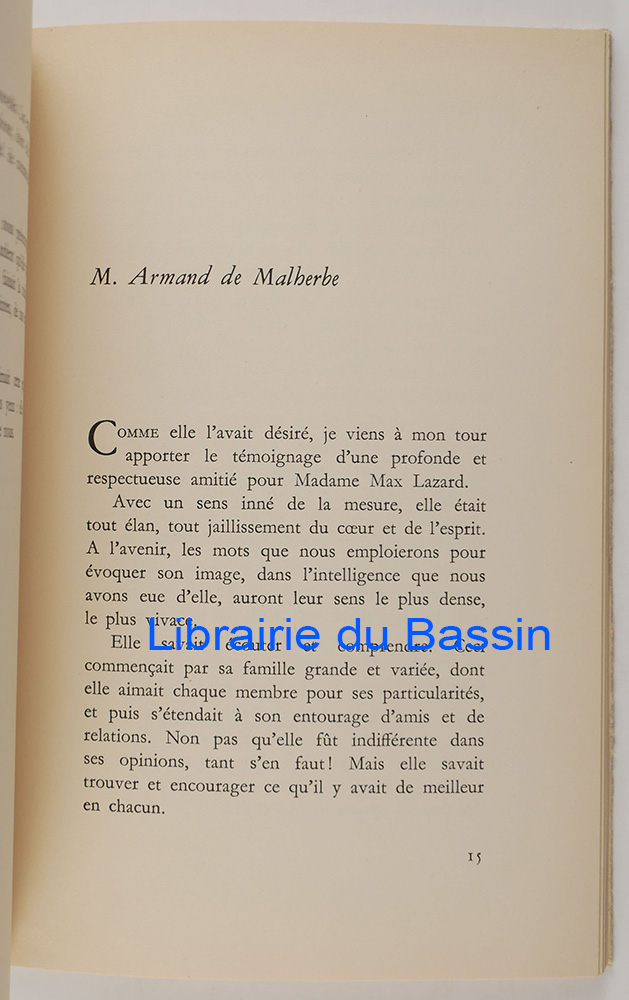 M. Armand de Malherbe
COMME elle l'avait désiré, je viens à mon tour
apporter le témoignage d'une profonde et
respectueuse amitié pour Madame Max Lazard.
Avec un sens inné de la mesure, elle était
tout élan, tout jaillissement du cœur et de l'esprit.
A l'avenir, les mots que nous emploierons pour
évoquer son image, dans l'intelligence que nous
avons eue d'elle, auront leur sens le plus dense,
le plus vivace.
Librairie du Bassin
Elle savait écouter et comprendre. Ceci
commençait par sa famille grande et variée, dont
elle aimait chaque membre pour ses particularités,
et puis s'étendait à son entourage d'amis et de
relations. Non pas qu'elle fût indifférente dans
ses opinions, tant s'en faut! Mais elle savait
trouver et encourager ce qu'il y avait de meilleur
en chacun.
15